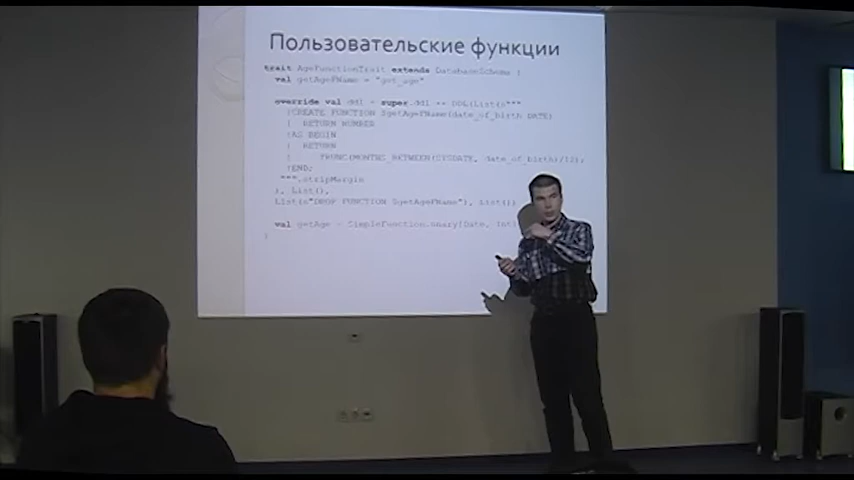 Пользовательские функции
trait AgeFunctionTrait extends DatabaseSchema {
val getAgeFName = "get_age"
override val ddl = super.ddl ++ DDL(List(s"""
|CREATE FUNCTION $getAgeFName(date_of_birth DATE)
| RETURN NUMBER
|AS BEGIN
| RETURN
| TRUNC(MONTHS_BETWEEN(SYSDATE, date_of_birth)/12);
|END;
""".stripMargin
), List(),
List(s"DROP FUNCTION $getAgeFName"), List())
val getAge = SimpleFunction.unary[Date, Int]
}